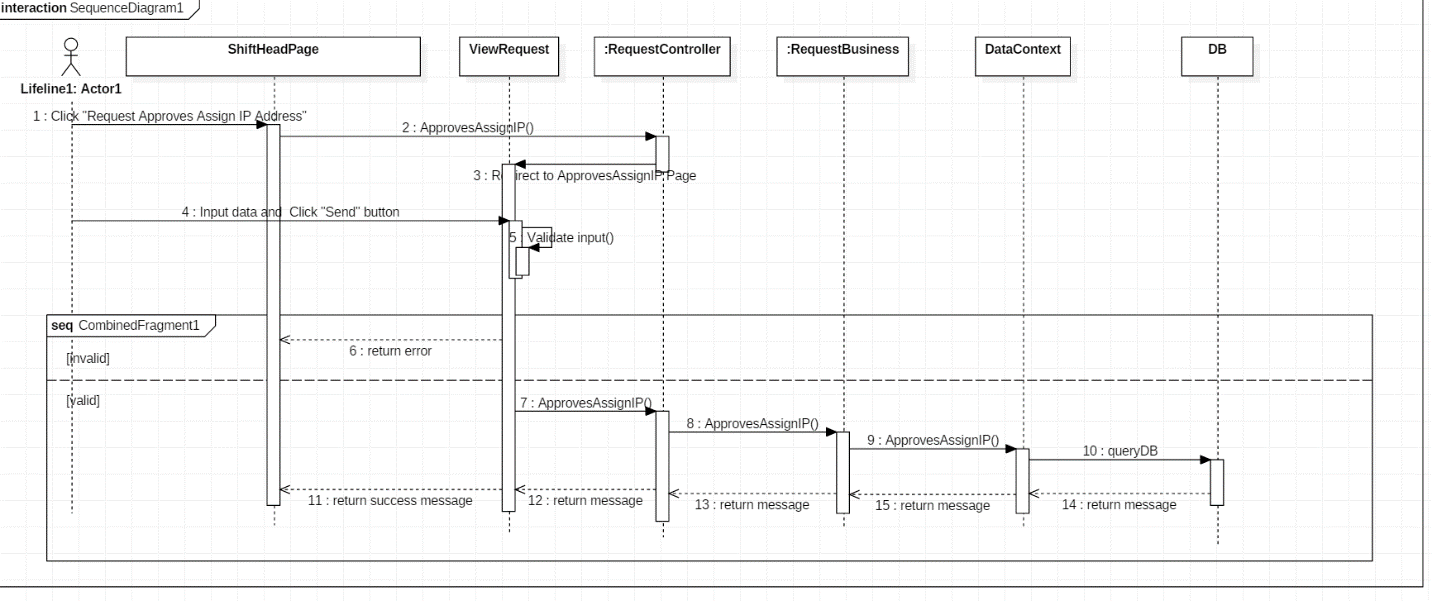 interaction SequenceDiagram1
ShiftHeadPage
ViewRequest
:RequestController
:RequestBusiness
DataContext
DB
Lifeline1: Actor1
1 : Click "Request Approves Assign IP Address"
2 : ApprovesAssignIP()
3 : Redirect to ApprovesAssignIP Page
4 : Input data and  Click "Send" button
5 : Validate input()
seq CombinedFragment1
6 : return error
[invalid]
[valid]
7 : ApprovesAssignIP()
8 : ApprovesAssignIP()
9 : ApprovesAssignIP()
10 : queryDB
11 : return success message
12 : return message
13 : return message
15 : return message
14 : return message